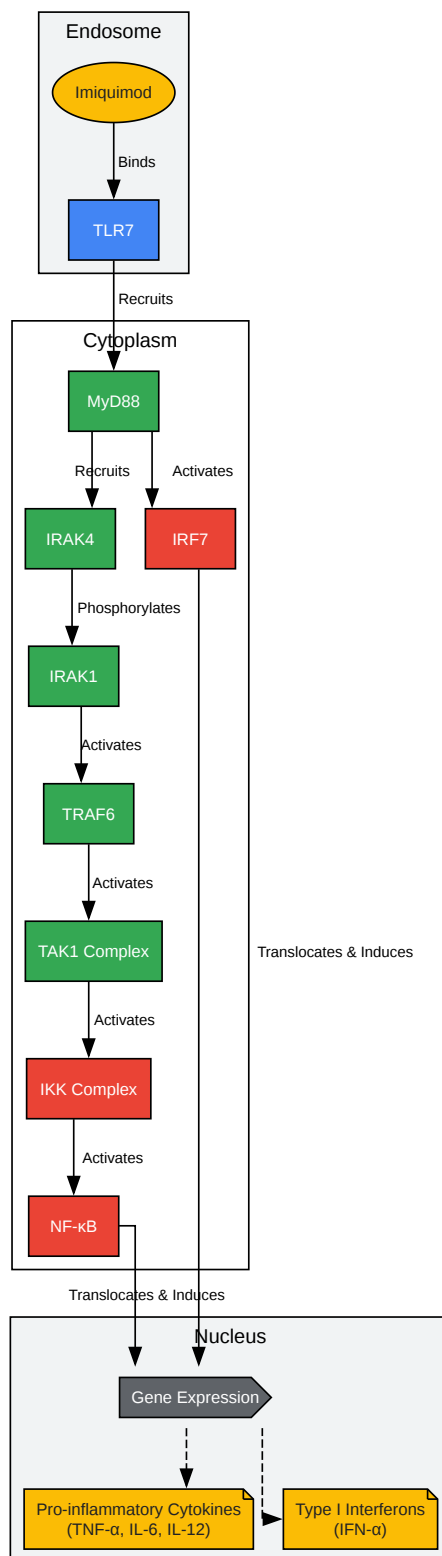 Endosome
Imiquimod
Binds
TLR7
Recruits
Cytoplasm
MyD88
Recruits
Activates
IRAK4
IRF7
Phosphorylates
IRAK1
Activates
TRAF6
Activates
TAK1 Complex
Translocates & Induces
Activates
IKK Complex
Activates
NF-κB
Translocates & Induces
Nucleus
Gene Expression
Pro-inflammatory Cytokines
(TNF-α, IL-6, IL-12)
Type I Interferons
(IFN-α)